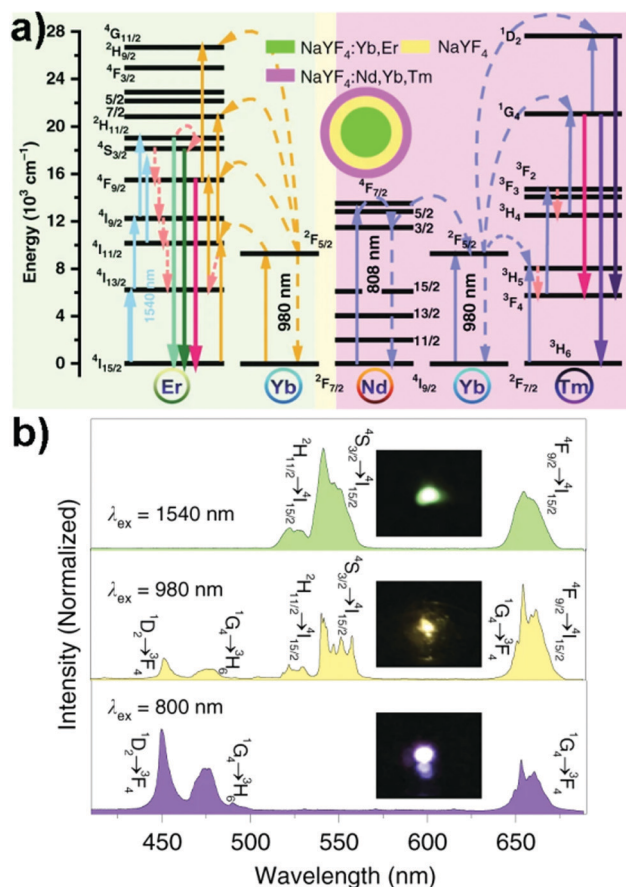 a)
28
24
20
16
12
8
4
0
Energy (10³ cm⁻¹)
⁴G₁₁/₂
²H₉/₂
⁴F₃/₂
5/2
7/2
²H₁₁/₂
⁴S₃/₂
⁴F₉/₂
⁴I₉/₂
⁴I₁₁/₂
⁴I₁₃/₂
⁴I₁₅/₂
1540 nm
NaYF₄:Yb,Er NaYF₄
NaYF₄:Nd,Yb,Tm
²F₅/₂
980 nm
²F₇/₂
⁴F₇/₂
5/2
3/2
808 nm
15/2
13/2
11/2
⁴I₉/₂
²F₅/₂
980 nm
²F₇/₂
¹D₂
¹G₄
³F₂
³F₃
³H₄
³H₅
³F₄
³H₆
Er Yb Nd Yb Tm
b)
Intensity (Normalized)
λex = 1540 nm
²H₁₁/₂→⁴I₁₅/₂
⁴S₃/₂→⁴I₁₅/₂
⁴F₉/₂→⁴I₁₅/₂
λex = 980 nm
¹D₂→³F₄
¹G₄→³H₆
²H₁₁/₂→⁴I₁₅/₂
⁴S₃/₂→⁴I₁₅/₂
¹G₄→³F₄
⁴F₉/₂→⁴I₁₅/₂
λex = 800 nm
¹D₂→³F₄
¹G₄→³H₆
¹G₄→³F₄
450 500 550 600 650
Wavelength (nm)